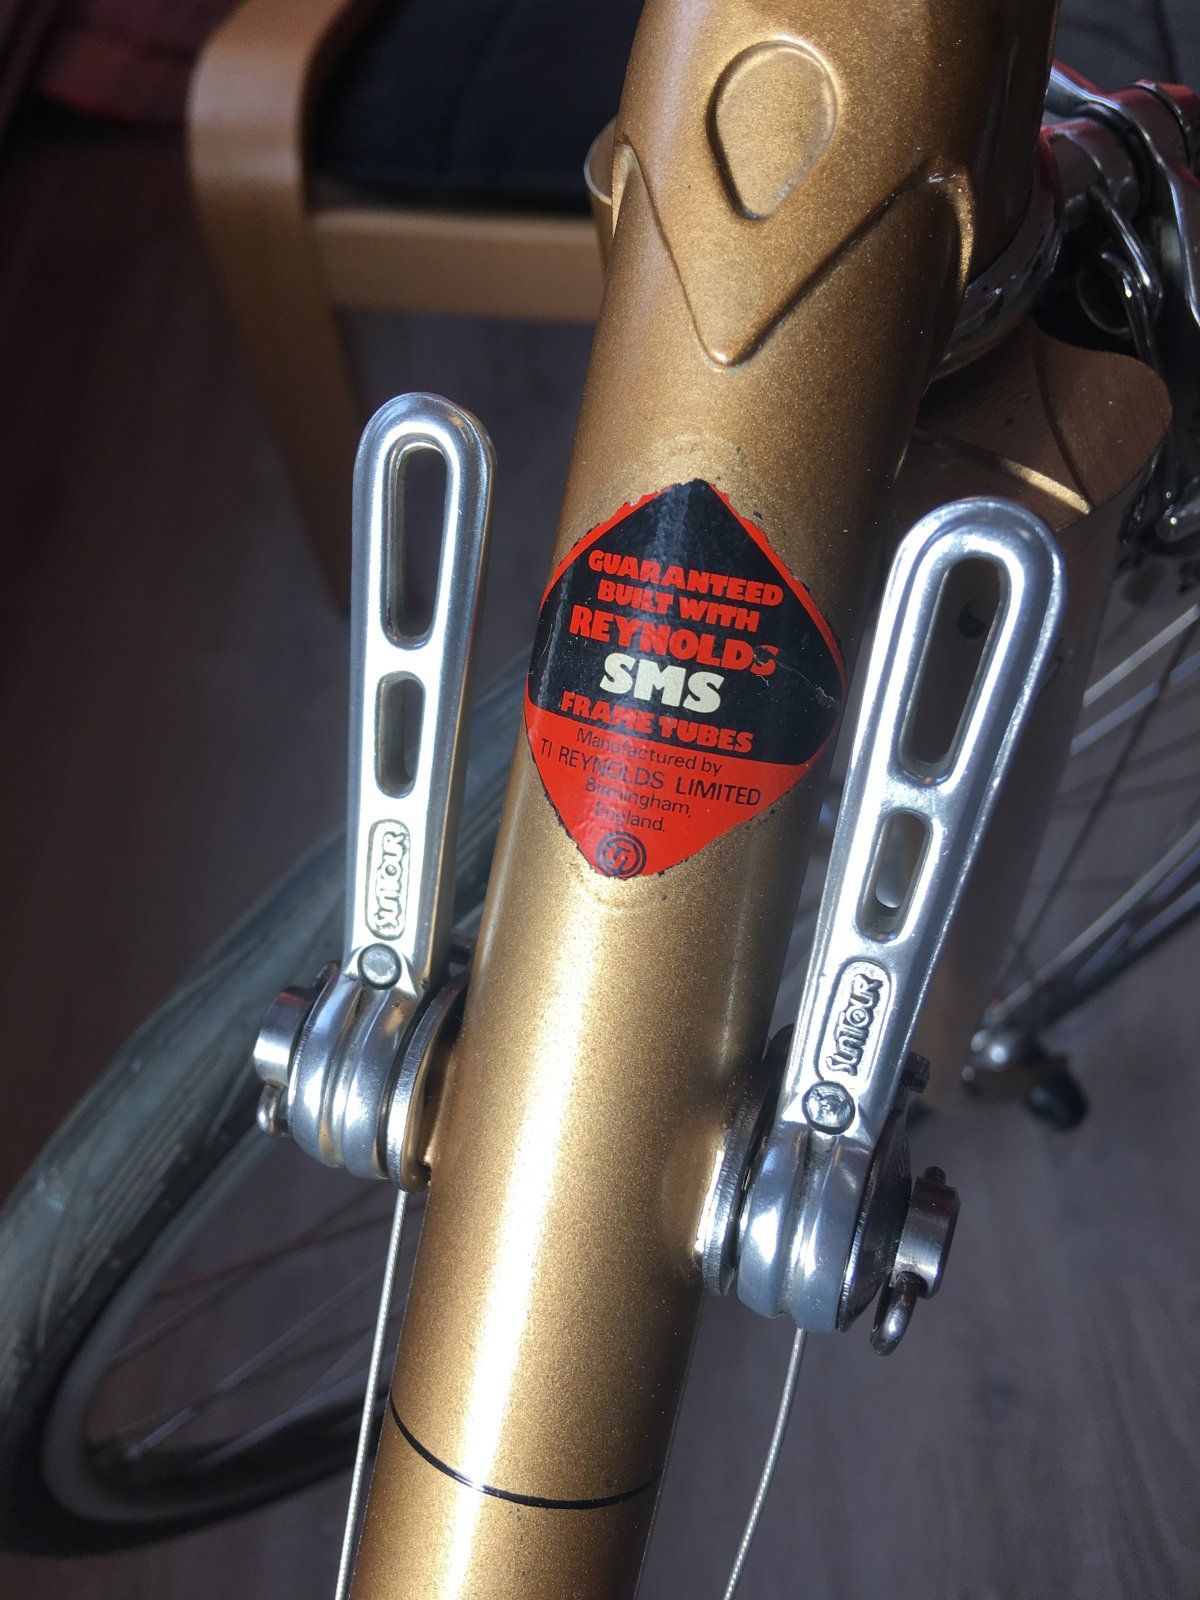 GUARANTEED
BUILT WITH
REYNOLDS
SMS
FRAME TUBES
Manufactured by
TI REYNOLDS LIMITED
Birmingham,
England.
SUNTOUR
SUNTOUR